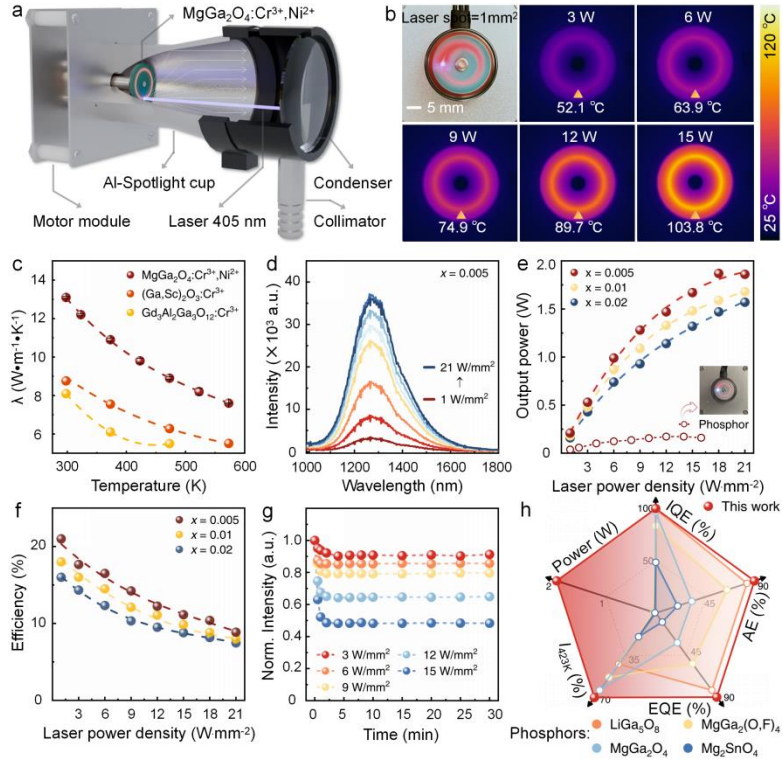 a
MgGa₂O₄:Cr³⁺,Ni²⁺
Al-Spotlight cup
Condenser
Motor module
Laser 405 nm
Collimator
b
Laser spot=1mm²
5 mm
3 W
52.1 ℃
6 W
63.9 ℃
9 W
74.9 ℃
12 W
89.7 ℃
15 W
103.8 ℃
120 ℃
25 ℃
c
λ (W•m⁻¹•K⁻¹)
14
12
10
8
6
MgGa₂O₄:Cr³⁺,Ni²⁺
(Ga,Sc)₂O₃:Cr³⁺
Gd₃Al₂Ga₃O₁₂:Cr³⁺
300 400 500 600
Temperature (K)
d
x = 0.005
Intensity (×10³ a.u.)
40
30
20
10
0
21 W/mm²
↑
1 W/mm²
1000 1200 1400 1600 1800
Wavelength (nm)
e
Output power (W)
2.0
1.5
1.0
0.5
0
x = 0.005
x = 0.01
x = 0.02
Phosphor
3 6 9 12 15 18 21
Laser power density (W·mm⁻²)
f
Efficiency (%)
20
10
0
x = 0.005
x = 0.01
x = 0.02
3 6 9 12 15 18 21
Laser power density (W·mm⁻²)
g
Norm. Intensity (a.u.)
1.0
0.8
0.6
0.4
0.2
0
3 W/mm²
6 W/mm²
9 W/mm²
12 W/mm²
15 W/mm²
0 5 10 15 20 25 30
Time (min)
h
This work
100
IQE (%)
50
Power (W)
2
1
90
45
AE (%)
45
35
I₄₂₃K (%)
70
EQE (%)
90
Phosphors:
LiGa₅O₈
MgGa₂(O,F)₄
MgGa₂O₄
Mg₂SnO₄